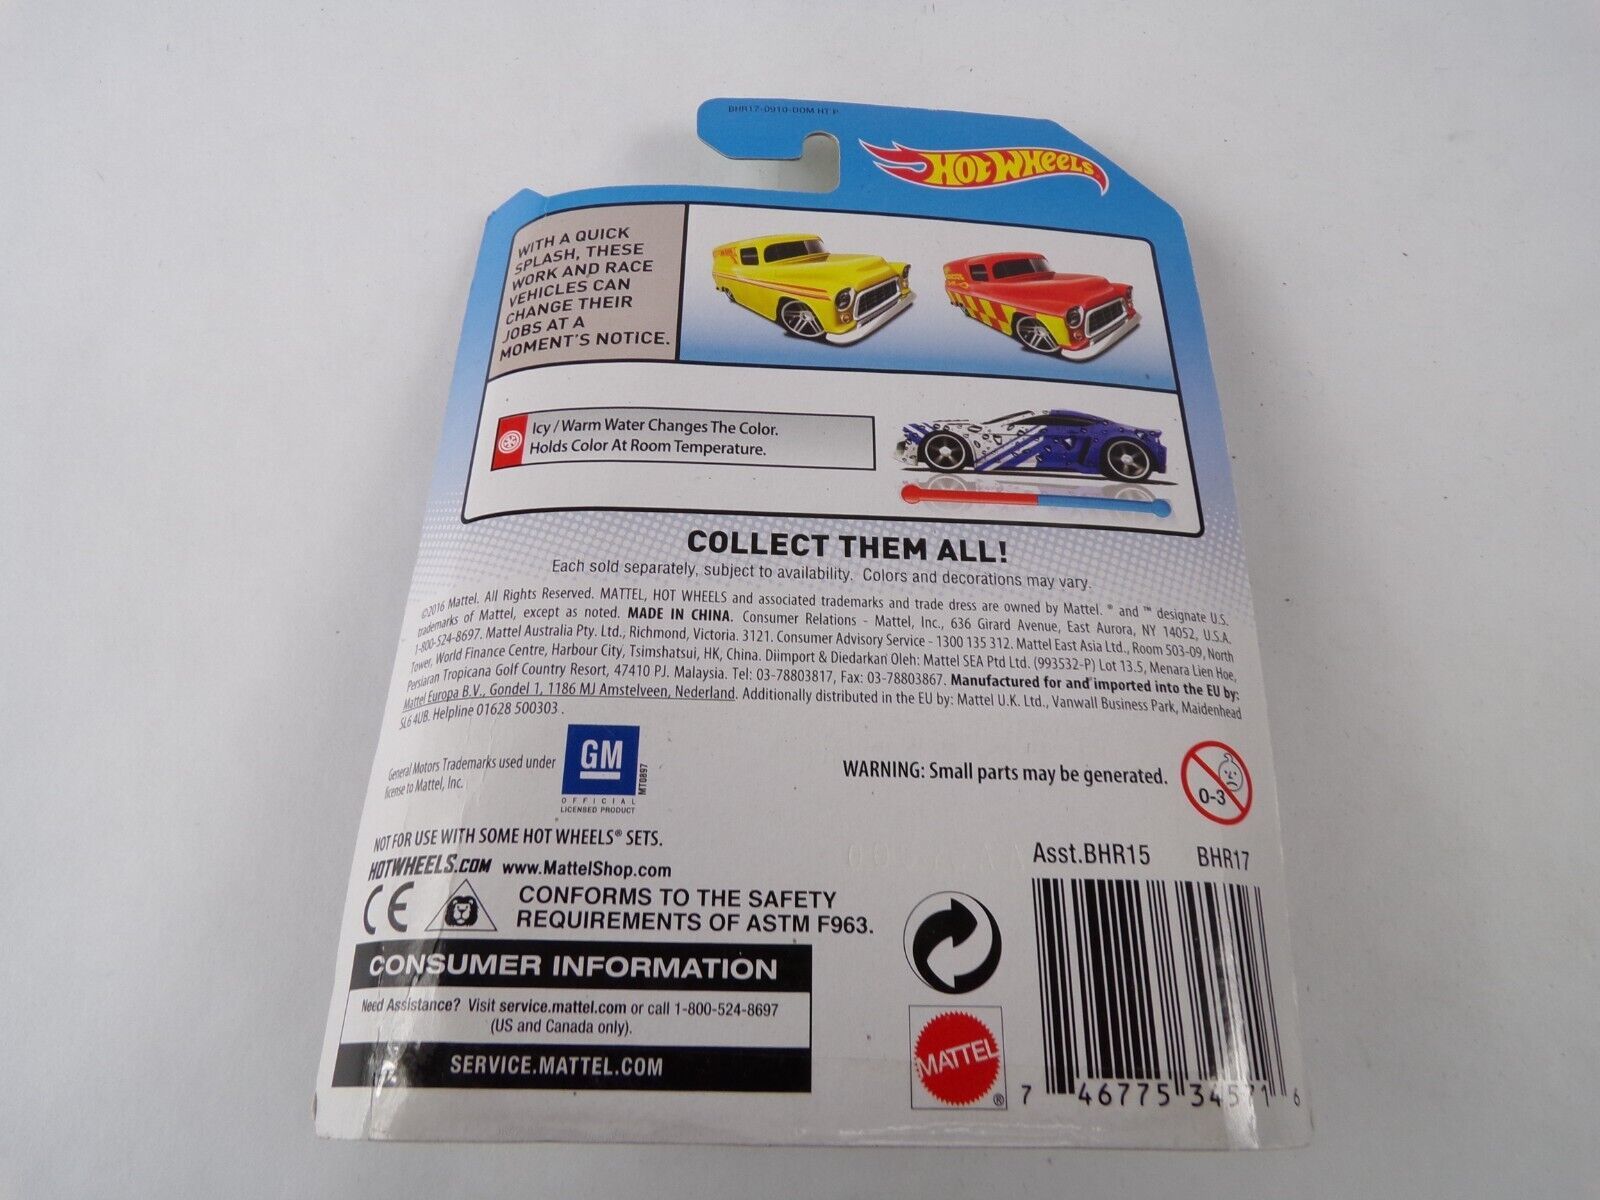 BHR17-0910-DOM HT P
HOT WHEELS
WITH A QUICK
SPLASH, THESE
WORK AND RACE
VEHICLES CAN
CHANGE THEIR
JOBS AT A
MOMENT'S NOTICE.
Icy / Warm Water Changes The Color.
Holds Color At Room Temperature.
COLLECT THEM ALL!
Each sold separately, subject to availability. Colors and decorations may vary.
©2016 Mattel. All Rights Reserved. MATTEL, HOT WHEELS and associated trademarks and trade dress are owned by Mattel. ® and ™ designate U.S.
trademarks of Mattel, except as noted. MADE IN CHINA. Consumer Relations - Mattel, Inc., 636 Girard Avenue, East Aurora, NY 14052, U.S.A.
1-800-524-8697. Mattel Australia Pty. Ltd., Richmond, Victoria. 3121. Consumer Advisory Service - 1300 135 312. Mattel East Asia Ltd., Room 503-09, North
Tower, World Finance Centre, Harbour City, Tsimshatsui, HK, China. Diimport & Diedarkan Oleh: Mattel SEA Ptd Ltd. (993532-P) Lot 13.5, Menara Lien Hoe,
Persiaran Tropicana Golf Country Resort, 47410 PJ. Malaysia. Tel: 03-78803817, Fax: 03-78803867. Manufactured for and imported into the EU by:
Mattel Europa B.V., Gondel 1, 1186 MJ Amstelveen, Nederland. Additionally distributed in the EU by: Mattel U.K. Ltd., Vanwall Business Park, Maidenhead
SL6 4UB. Helpline 01628 500303.
General Motors Trademarks used under
license to Mattel, Inc.
GM
MT0897
OFFICIAL
LICENSED PRODUCT
WARNING: Small parts may be generated.
0-3
NOT FOR USE WITH SOME HOT WHEELS® SETS.
HOTWHEELS.COM www.MattelShop.com
CE
CONFORMS TO THE SAFETY
REQUIREMENTS OF ASTM F963.
Asst.BHR15 BHR17
CONSUMER INFORMATION
Need Assistance? Visit service.mattel.com or call 1-800-524-8697
(US and Canada only).
SERVICE.MATTEL.COM
MATTEL
®
7 46775 34571 6